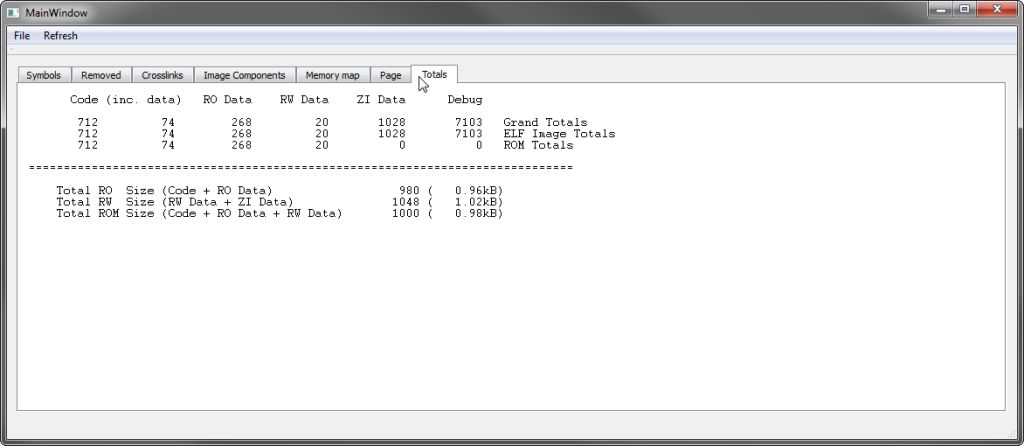 MainWindow
File Refresh
Symbols Removed Crosslinks Image Components Memory map Page Totals
Code (inc. data) RO Data RW Data ZI Data Debug
712 74 268 20 1028 7103 Grand Totals
712 74 268 20 1028 7103 ELF Image Totals
712 74 268 20 0 0 ROM Totals
==============================================================================
Total RO Size (Code + RO Data) 980 ( 0.96kB)
Total RW Size (RW Data + ZI Data) 1048 ( 1.02kB)
Total ROM Size (Code + RO Data + RW Data) 1000 ( 0.98kB)